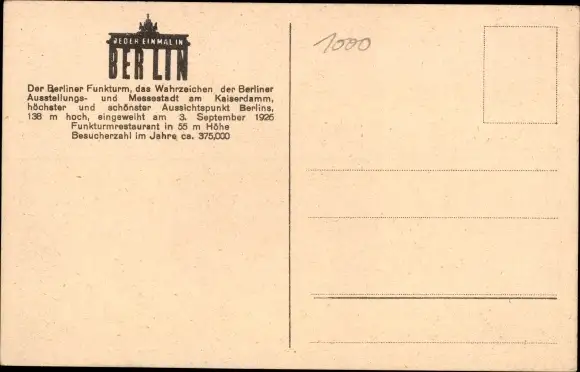 JEDER EINMAL IN
BERLIN
Der Berliner Funkturm, das Wahrzeichen der Berliner
Ausstellungs- und Messestadt am Kaiserdamm,
höchster und schönster Aussichtspunkt Berlins,
138 m hoch, eingeweiht am 3. September 1926
Funkturmrestaurant in 55 m Höhe
Besucherzahl im Jahre ca. 375,000
1000